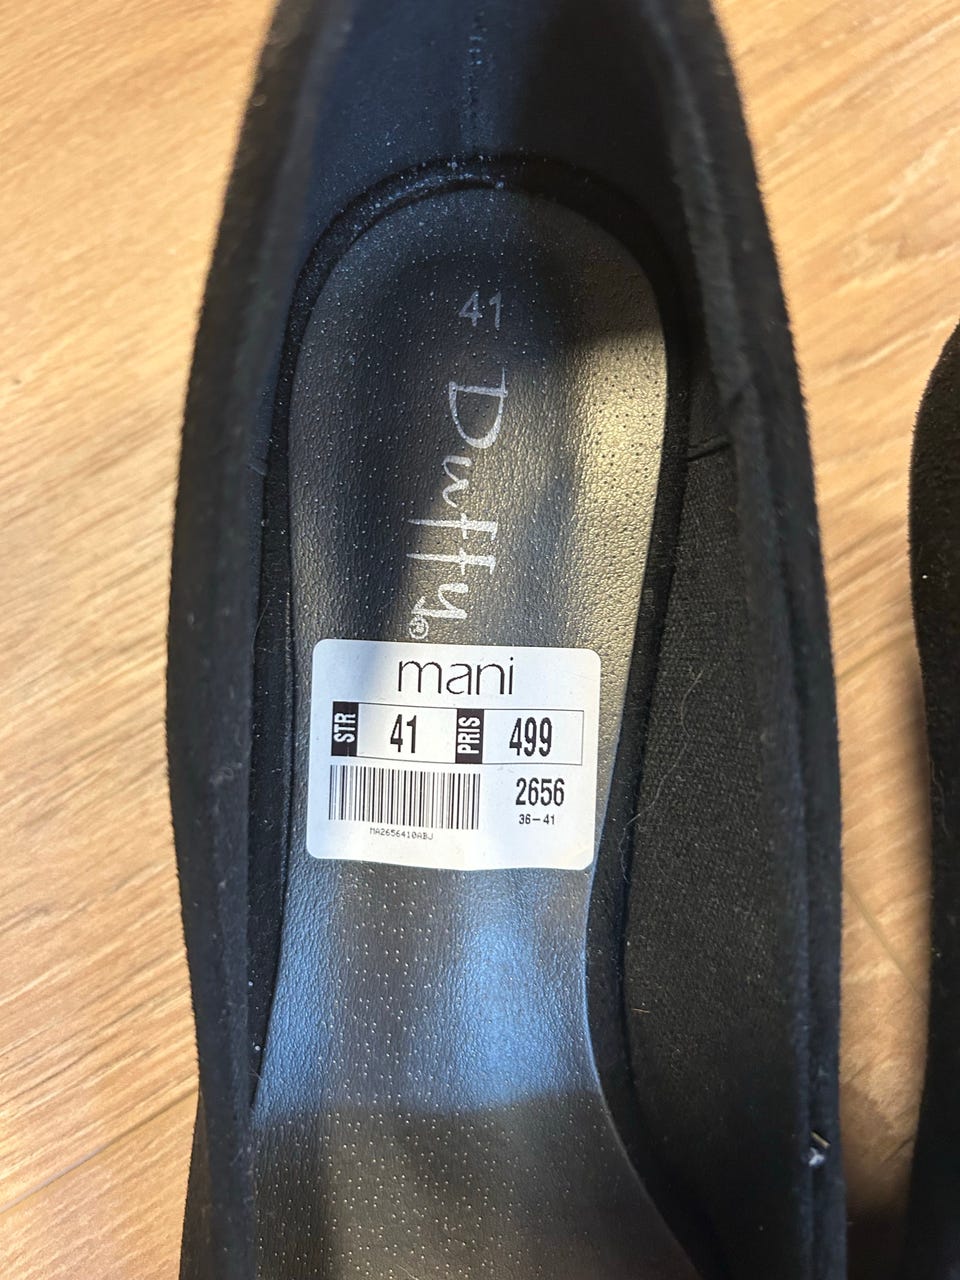 41
Duffy®
mani
STR 41 PRIS 499
2656
36-41
MA2656410ABJ